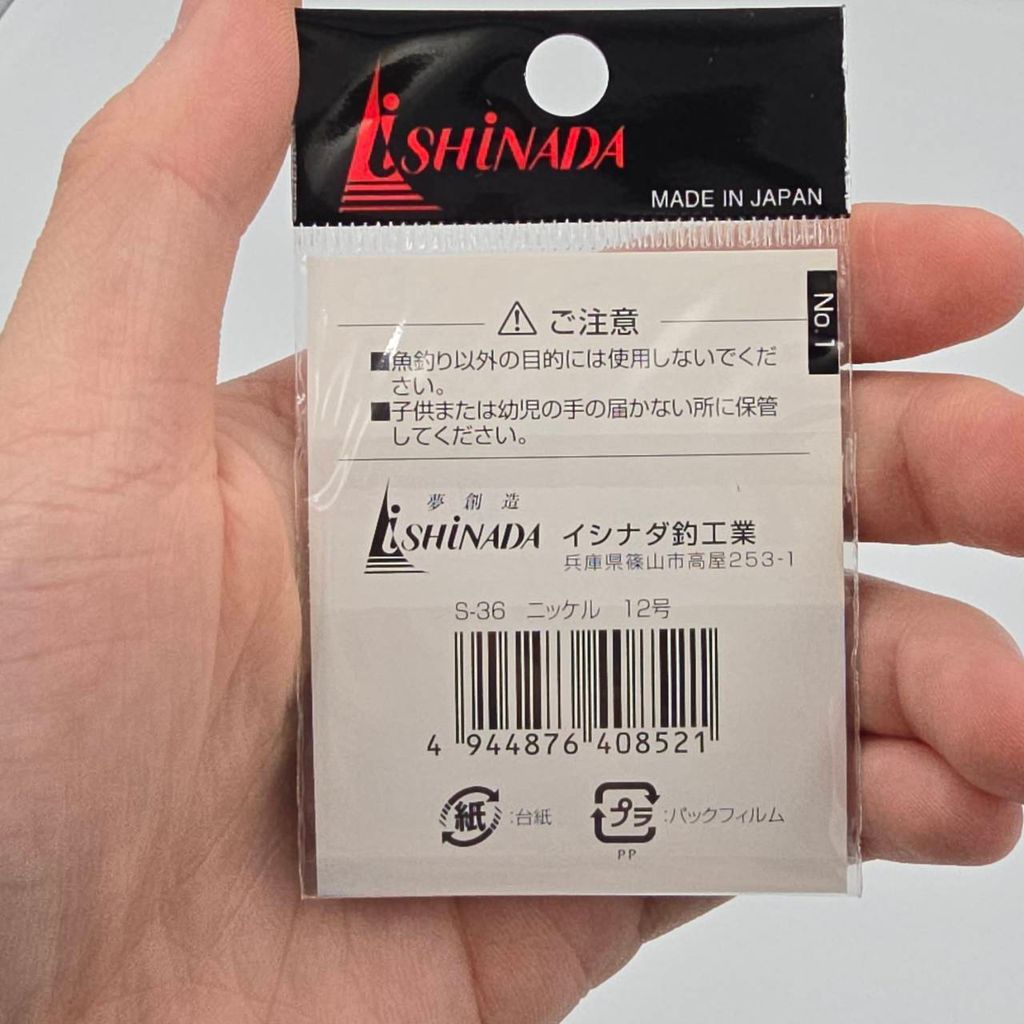 iSHiNADA
MADE IN JAPAN
No.1
⚠ ご注意
■魚釣り以外の目的には使用しないでくだ
さい。
■子供または幼児の手の届かない所に保管
してください。
夢創造
iSHiNADA イシナダ釣工業
兵庫県篠山市高屋253-1
S-36 ニッケル 12号
4 944876 408521
紙:台紙 プラ:パックフィルム
PP